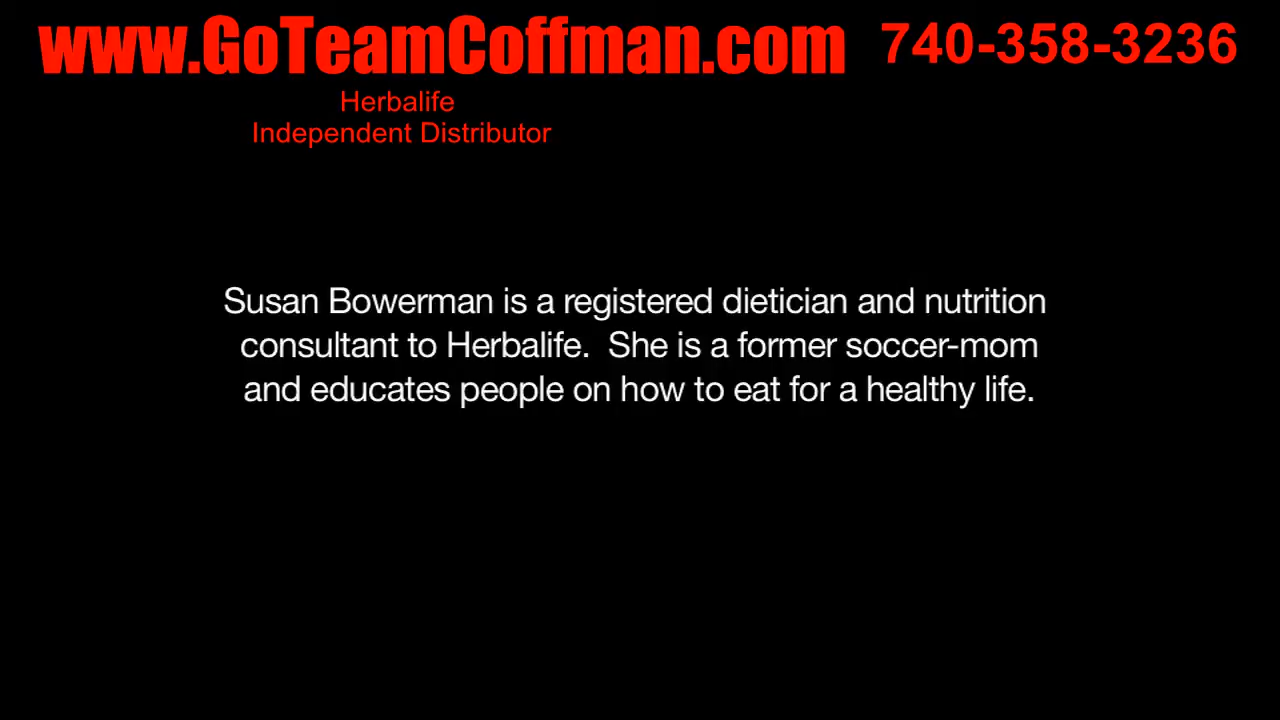 www.GoTeamCoffman.com 740-358-3236
Herbalife
Independent Distributor
Susan Bowerman is a registered dietician and nutrition
consultant to Herbalife.  She is a former soccer-mom
and educates people on how to eat for a healthy life.